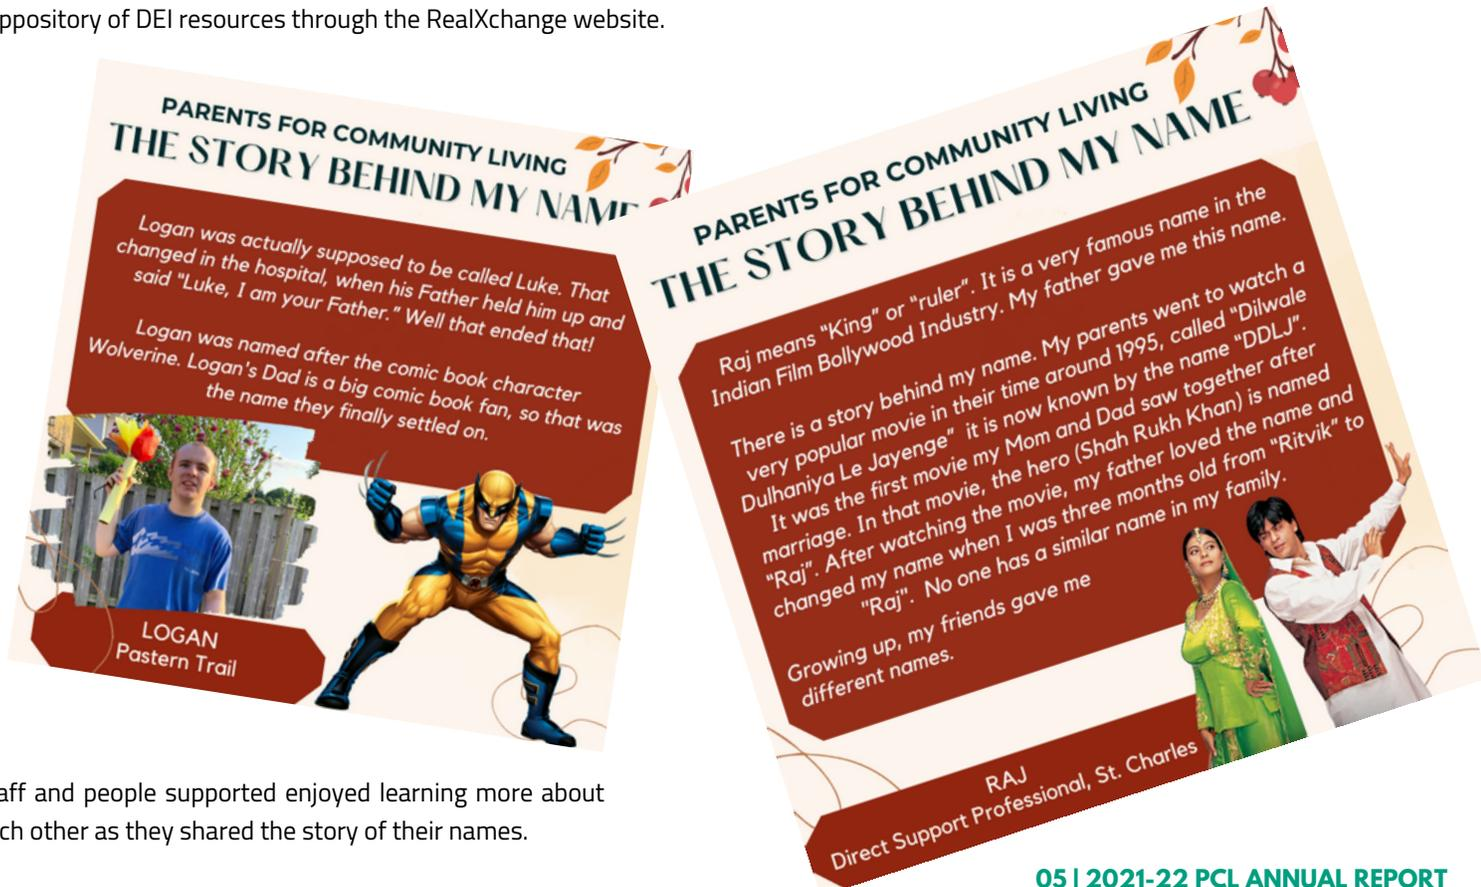 ppository of DEI resources through the RealXchange website.
PARENTS FOR COMMUNITY LIVING
THE STORY BEHIND MY NAME
Logan was actually supposed to be called Luke. That
changed in the hospital, when his Father held him up and
said "Luke, I am your Father." Well that ended that!
Logan was named after the comic book character
Wolverine. Logan's Dad is a big comic book fan, so that was
the name they finally settled on.
LOGAN
Pastern Trail
PARENTS FOR COMMUNITY LIVING
THE STORY BEHIND MY NAME
Raj means "King" or "ruler". It is a very famous name in the
Indian Film Bollywood Industry. My father gave me this name.
There is a story behind my name. My parents went to watch a
very popular movie in their time around 1995, called "Dilwale
Dulhaniya Le Jayenge" it is now known by the name "DDLJ".
It was the first movie my Mom and Dad saw together after
marriage. In that movie, the hero (Shah Rukh Khan) is named
"Raj". After watching the movie, my father loved the name and
changed my name when I was three months old from "Ritvik" to
"Raj". No one has a similar name in my family.
Growing up, my friends gave me
different names.
RAJ
Direct Support Professional, St. Charles
aff and people supported enjoyed learning more about
ch other as they shared the story of their names.
05 | 2021-22 PCL ANNUAL REPORT